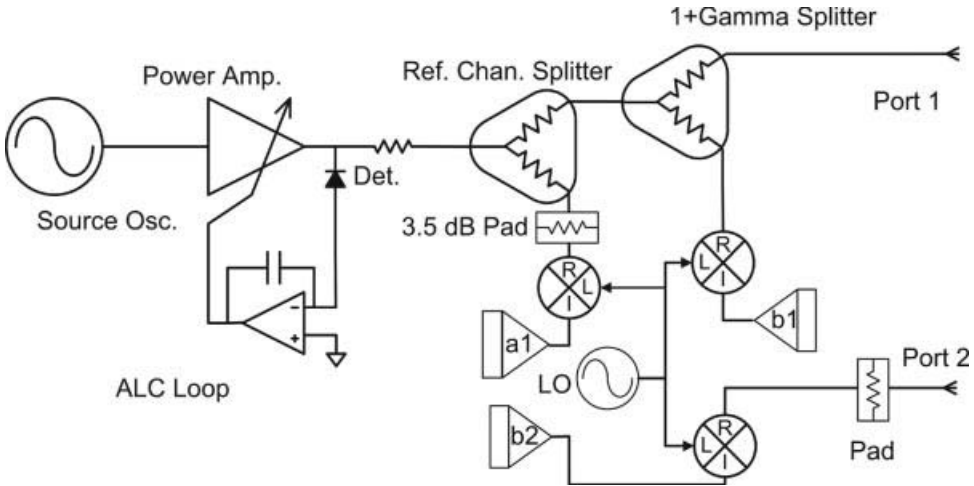 1+Gamma Splitter
Power Amp.
Ref. Chan. Splitter
Port 1
Det.
Source Osc.
3.5 dB Pad
R
L
I
R
L
I
a1
b1
ALC Loop
LO
Port 2
b2
R
L
I
Pad